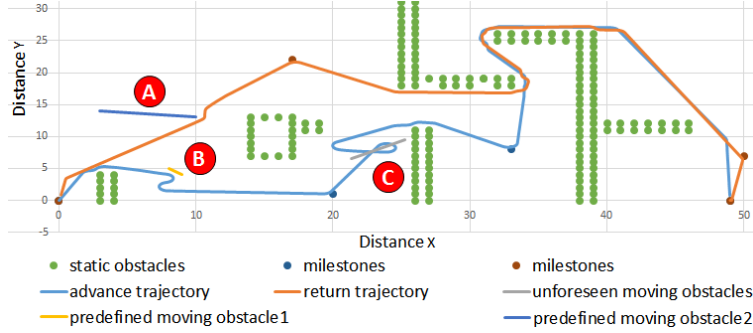 30
25
20
15
10
5
0
-5
Distance Y
A
B
C
0 10 20 30 40 50
Distance X
static obstacles milestones milestones
advance trajectory return trajectory unforeseen moving obstacles
predefined moving obstacle1 predefined moving obstacle2